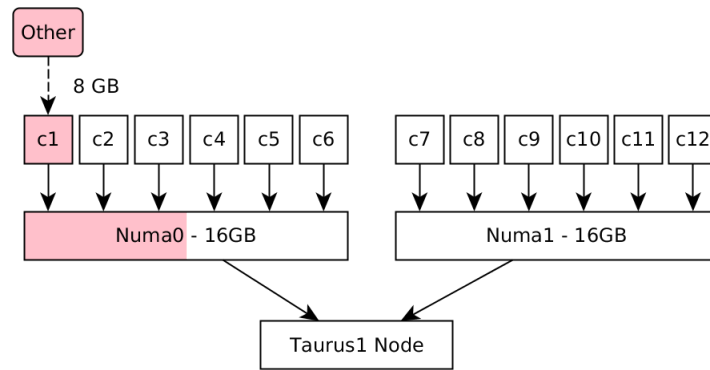 Other
8 GB
c1 c2 c3 c4 c5 c6 c7 c8 c9 c10 c11 c12
Numa0 - 16GB Numa1 - 16GB
Taurus1 Node